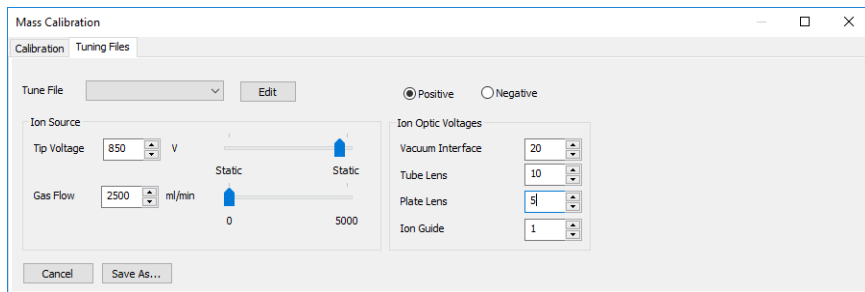 Mass Calibration
Calibration
Tuning Files
Tune File
Edit
Positive
Negative
Ion Source
Tip Voltage
850
V
Static
Static
Gas Flow
2500
ml/min
0
5000
Ion Optic Voltages
Vacuum Interface
20
Tube Lens
10
Plate Lens
5
Ion Guide
1
Cancel
Save As...